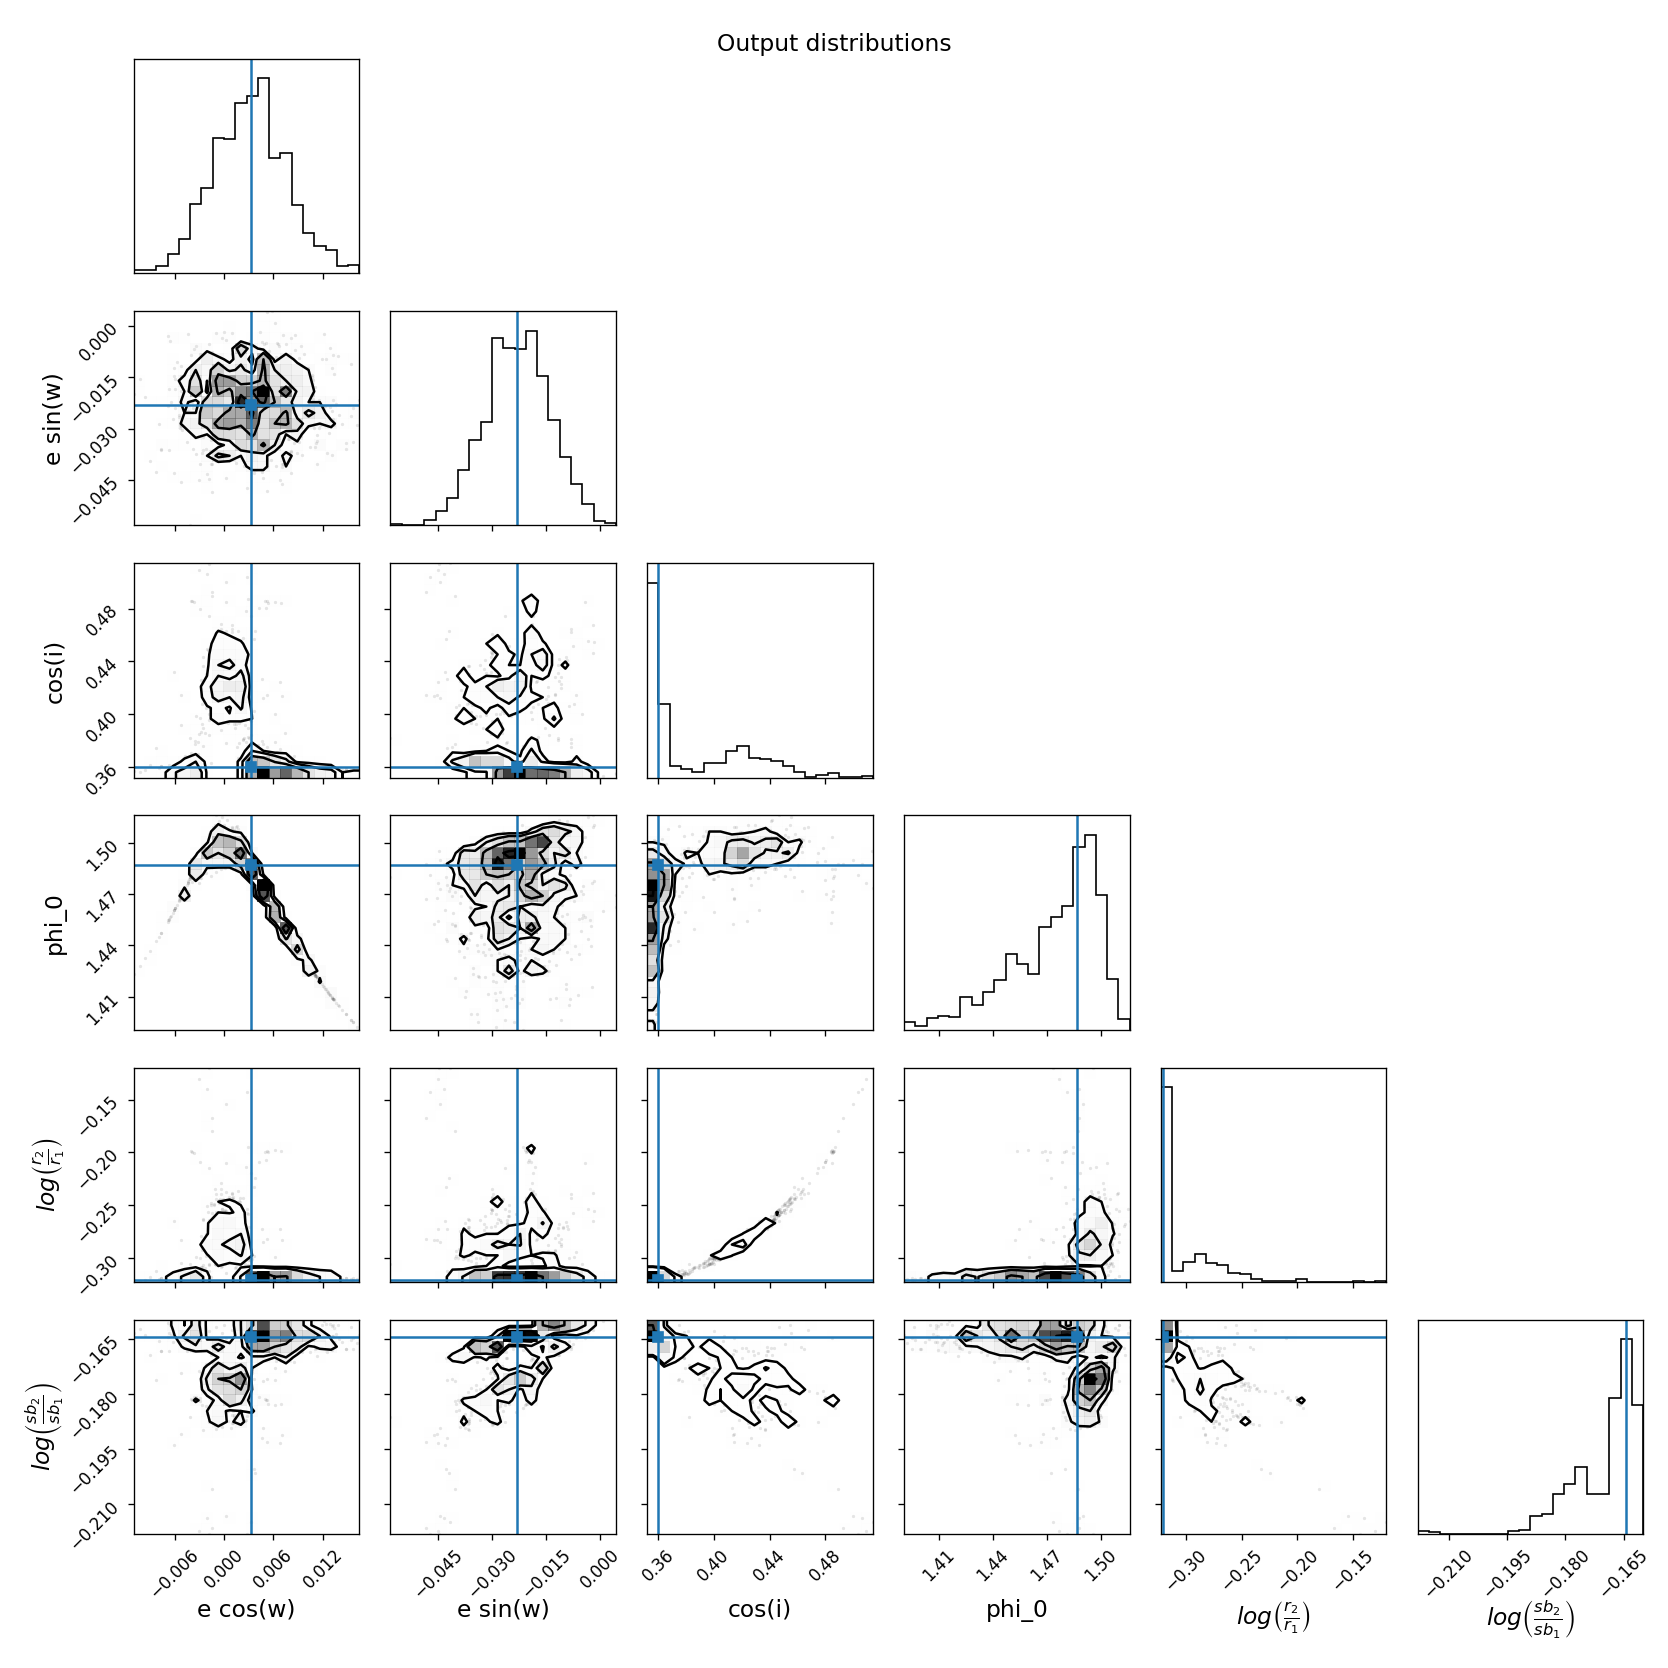 Output distributions
0.000
−0.015
−0.030
−0.045
e sin(w)
0.48
0.44
0.40
0.36
cos(i)
1.50
1.47
1.44
1.41
phi_0
−0.15
−0.20
−0.25
−0.30
log(r₂/r₁)
−0.165
−0.180
−0.195
−0.210
log(sb₂/sb₁)
−0.006 0.000 0.006 0.012
−0.045 −0.030 −0.015 0.000
0.36 0.40 0.44 0.48
1.41 1.44 1.47 1.50
−0.30 −0.25 −0.20 −0.15
−0.210 −0.195 −0.180 −0.165
e cos(w) e sin(w) cos(i) phi_0 log(r₂/r₁) log(sb₂/sb₁)